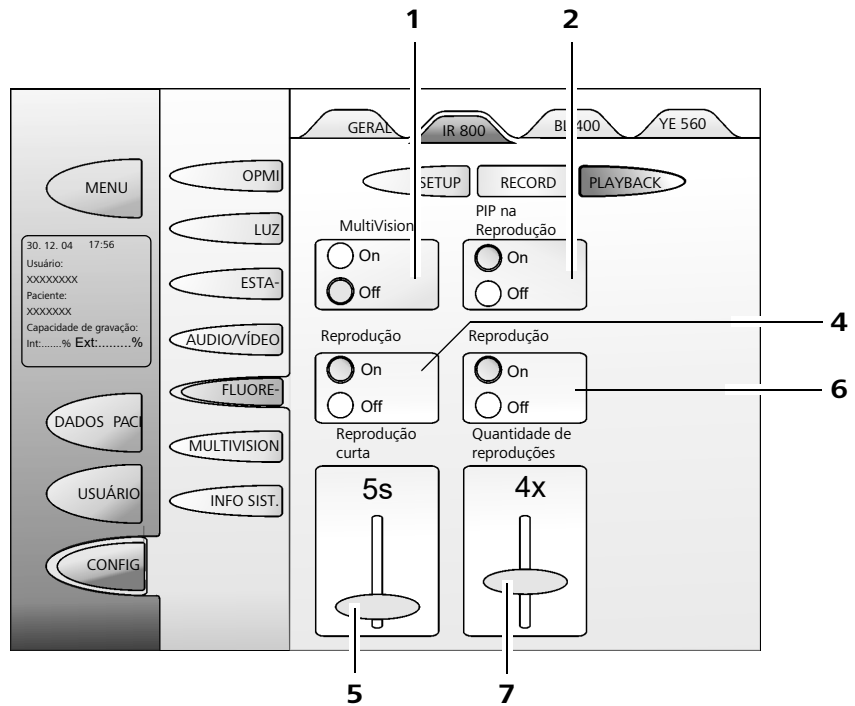 1
2
GERAL
IR 800
BL 400
YE 560
MENU
30. 12. 04 17:56
Usuário:
XXXXXXXX
Paciente:
XXXXXXX
Capacidade de gravação:
Int:.......% Ext:.........%
DADOS PACI
USUÁRIO
CONFIG
OPMI
LUZ
ESTA-
AUDIO/VÍDEO
FLUORE-
MULTIVISION
INFO SIST.
SETUP
RECORD
PLAYBACK
MultiVision
On
Off
PIP na
Reprodução
On
Off
Reprodução
On
Off
4
Reprodução
On
Off
6
Reprodução
curta
5s
Quantidade de
reproduções
4x
5
7